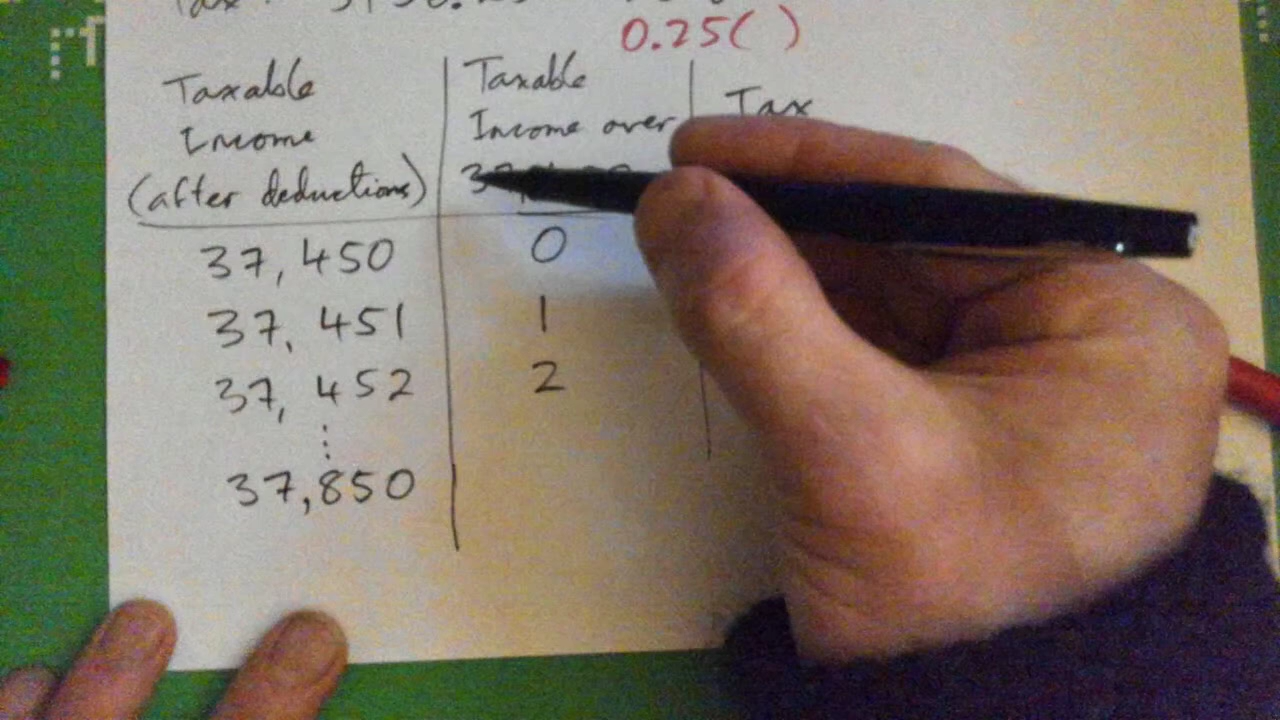 0.25( )
Taxable
Income
(after deductions)
Taxable
Income over
Tax
37,450 0
37,451 1
37,452 2
⋮
37,850